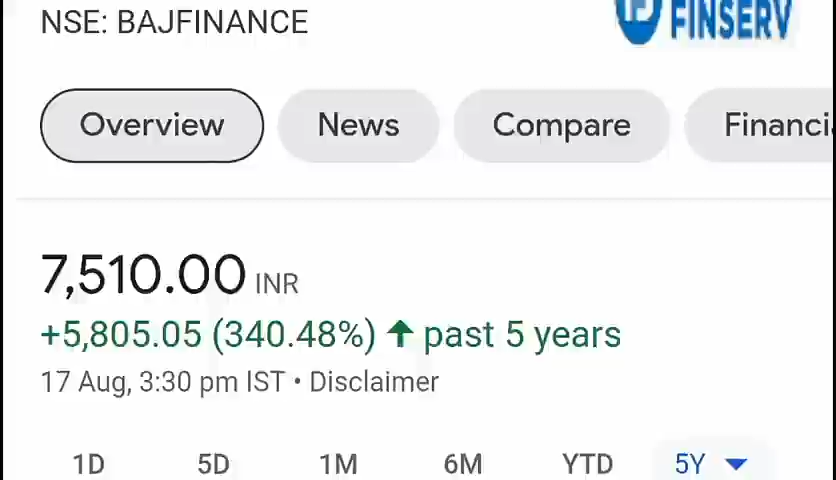 NSE: BAJFINANCE
FINSERV
Overview News Compare Financi
7,510.00 INR
+5,805.05 (340.48%) ↑ past 5 years
17 Aug, 3:30 pm IST • Disclaimer
1D 5D 1M 6M YTD 5Y